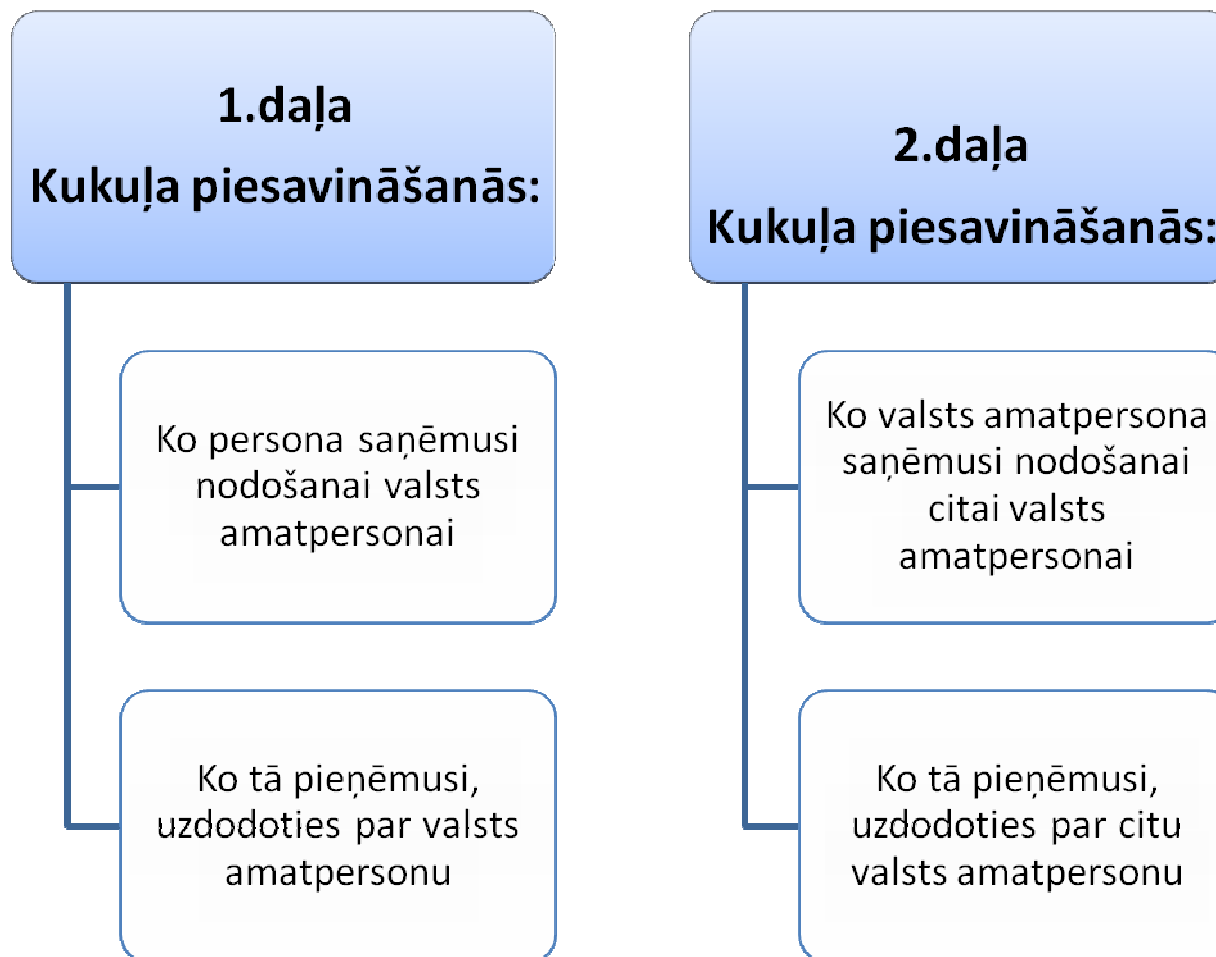 1.daļa
Kukuļa piesavināšanās:
Ko persona saņēmusi
nodošanai valsts
amatpersonai
Ko tā pieņēmusi,
uzdodoties par valsts
amatpersonu
2.daļa
Kukuļa piesavināšanās:
Ko valsts amatpersona
saņēmusi nodošanai
citai valsts
amatpersonai
Ko tā pieņēmusi,
uzdodoties par citu
valsts amatpersonu